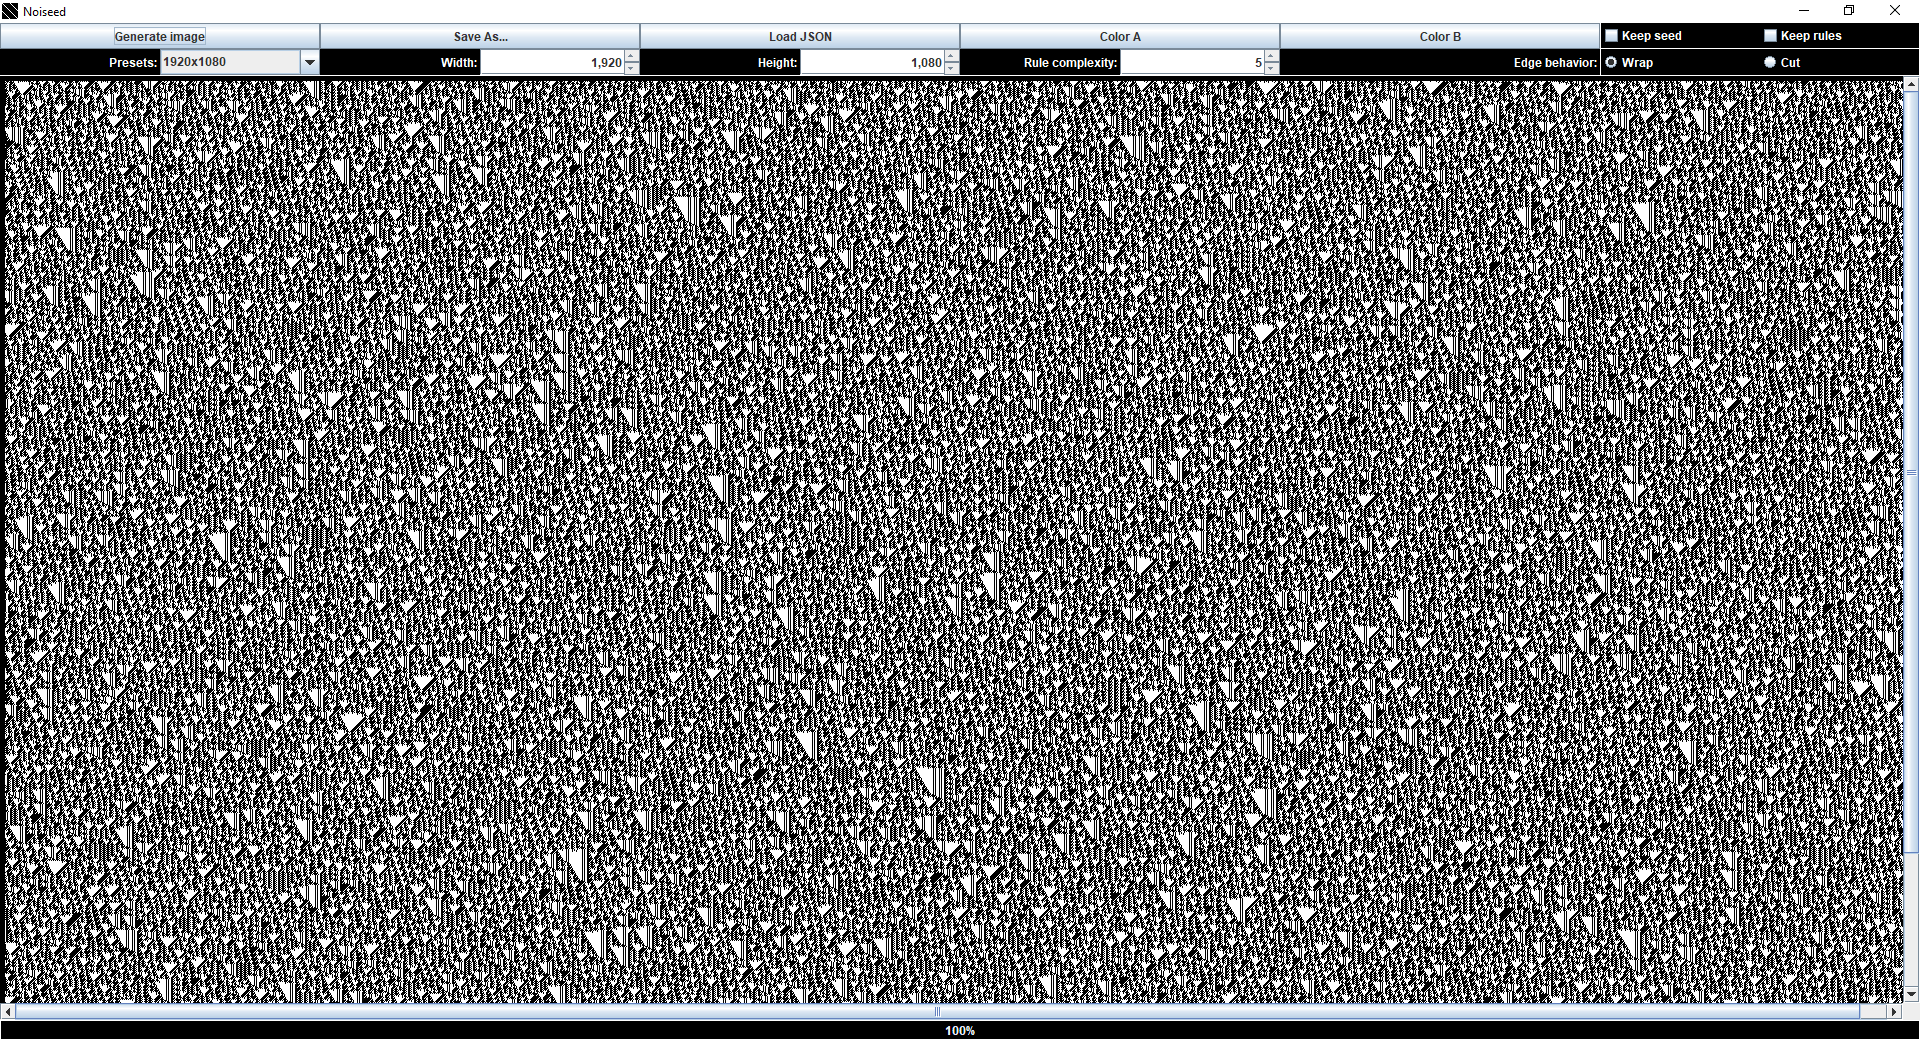 Noiseed
Generate image Save As... Load JSON Color A Color B Keep seed Keep rules
Presets: 1920x1080 Width: 1,920 Height: 1,080 Rule complexity: 5 Edge behavior: Wrap Cut
100%